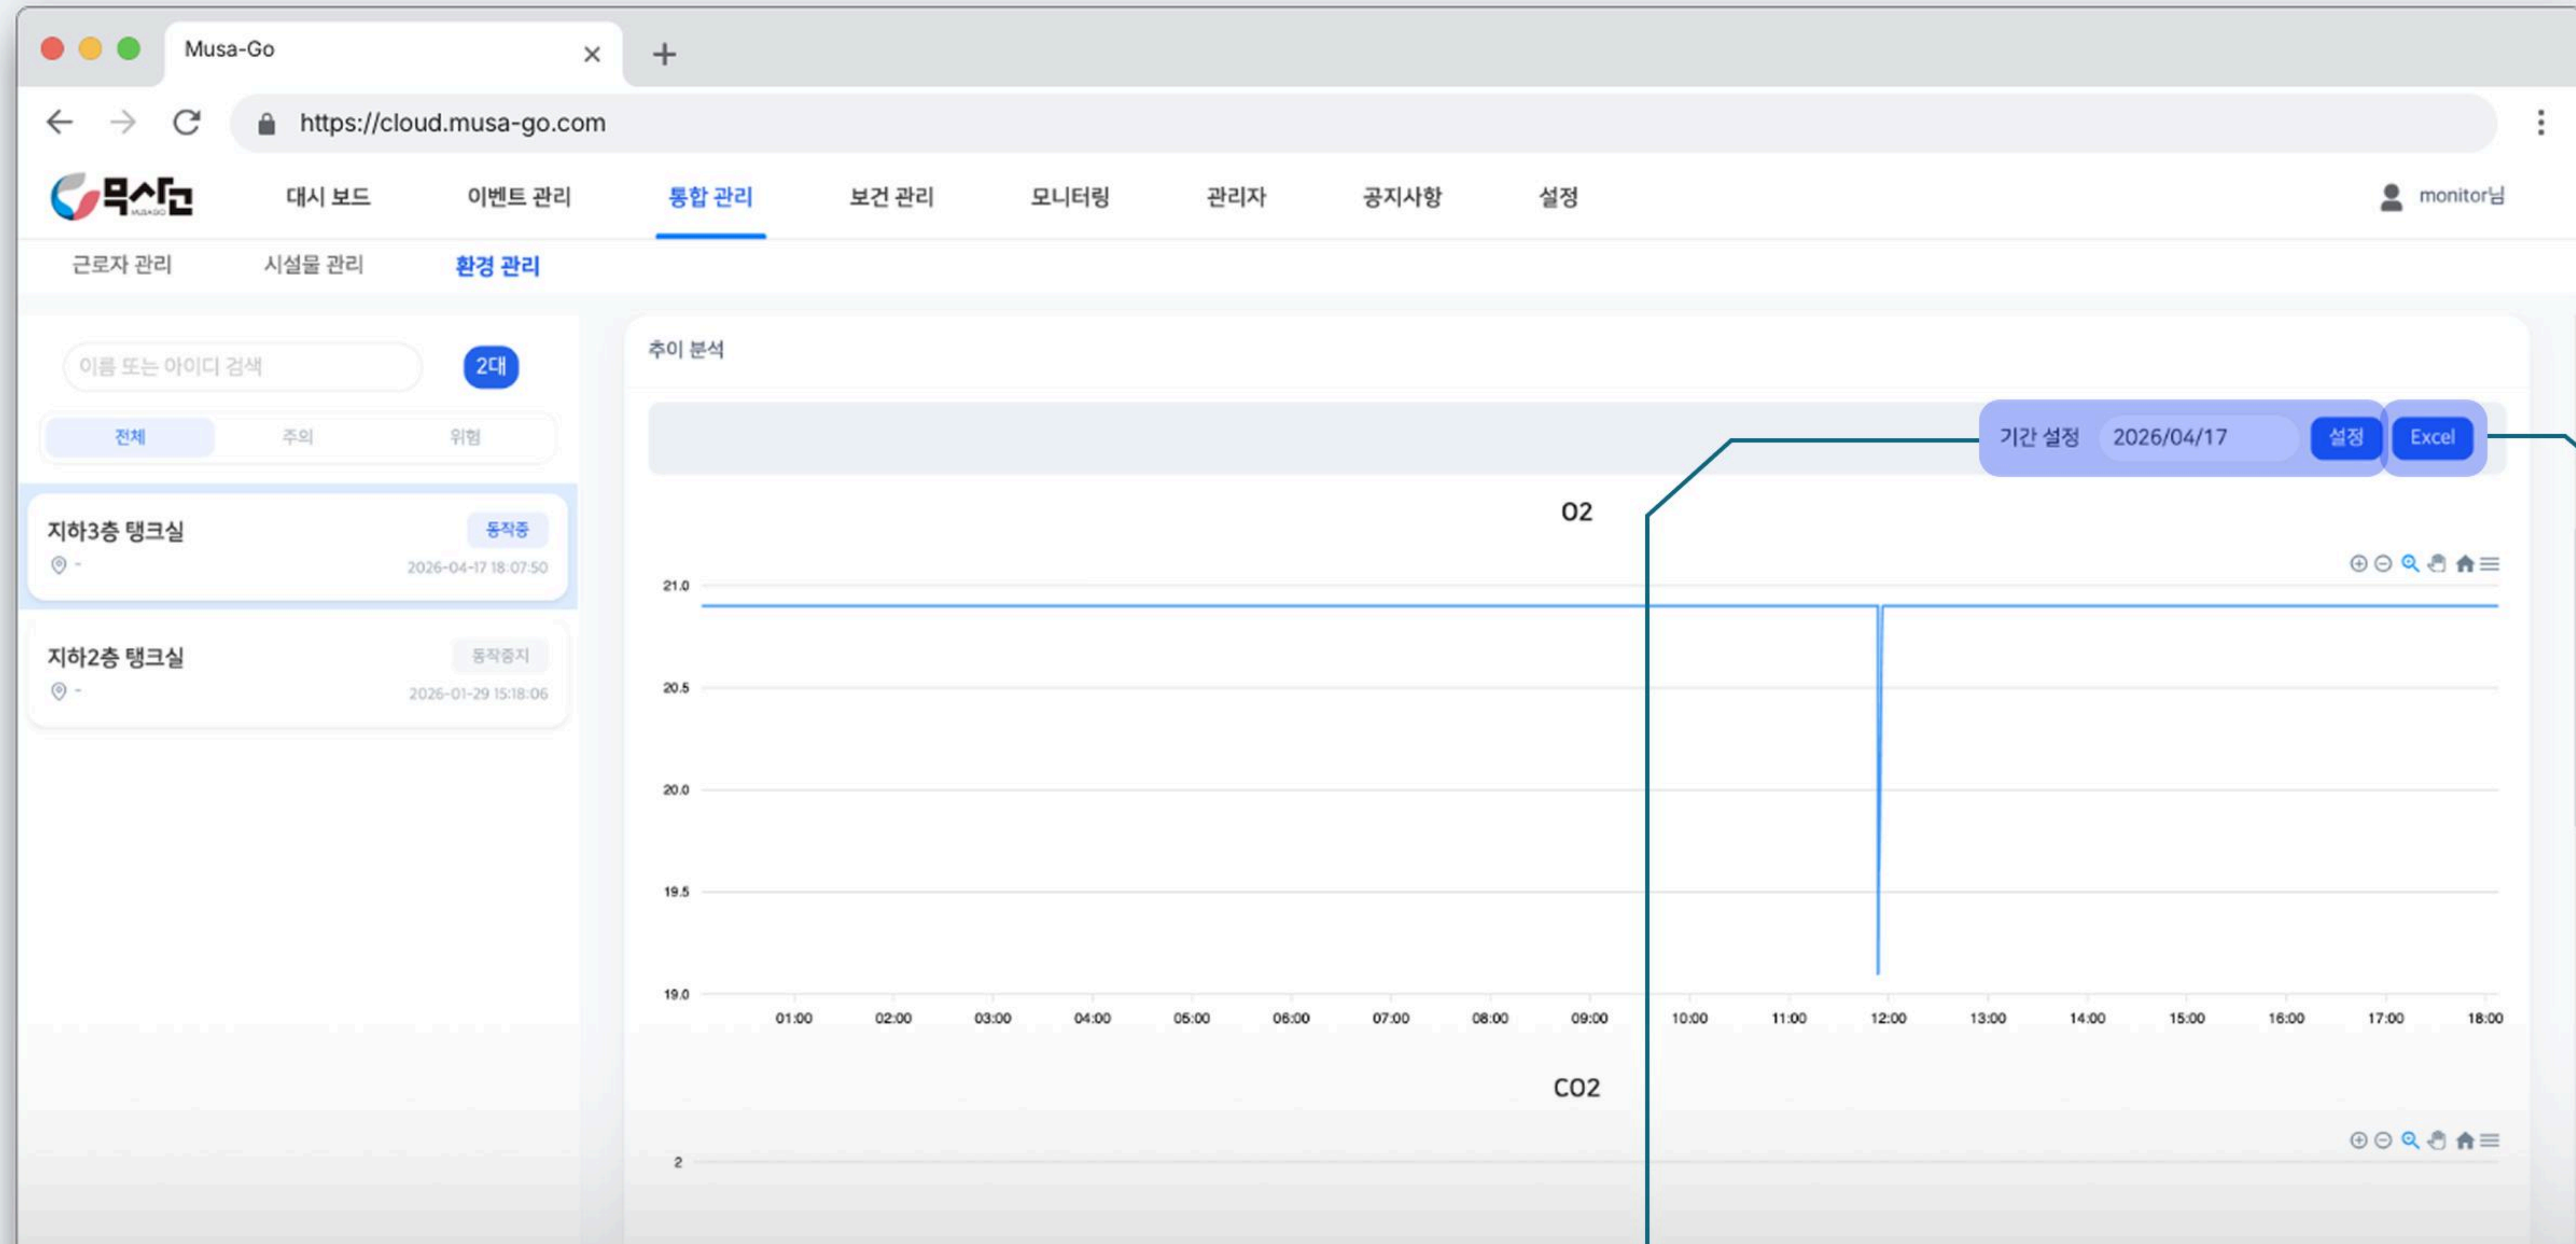 Musa-Go
https://cloud.musa-go.com
무사고 대시 보드 이벤트 관리 통합 관리 보건 관리 모니터링 관리자 공지사항 설정 monitor님
MUSAGO
근로자 관리 시설물 관리 환경 관리
이름 또는 아이디 검색 2대
전체 주의 위험
지하3층 탱크실 동작중
- 2026-04-17 18:07:50
지하2층 탱크실 동작중지
- 2026-01-29 15:18:06
추이 분석
기간 설정 2026/04/17 설정 Excel
O2
21.0
20.5
20.0
19.5
19.0
01:00 02:00 03:00 04:00 05:00 06:00 07:00 08:00 09:00 10:00 11:00 12:00 13:00 14:00 15:00 16:00 17:00 18:00
CO2
2